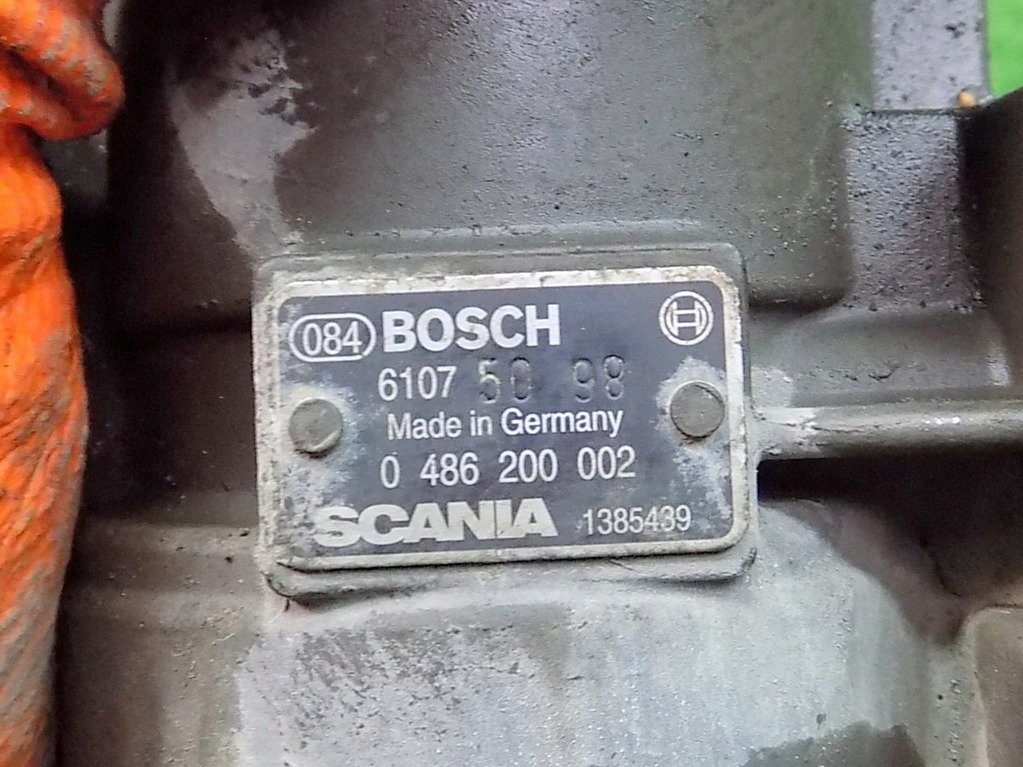 084 BOSCH
6107 50 98
Made in Germany
0 486 200 002
SCANIA 1385439